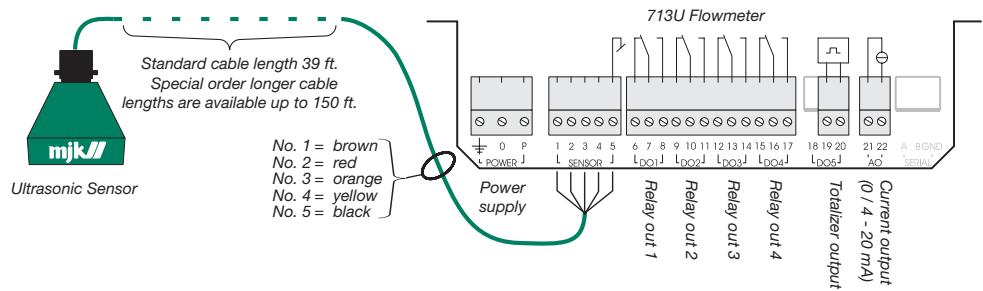 713U Flowmeter
Standard cable length 39 ft.
Special order longer cable
lengths are available up to 150 ft.
mjk
Ultrasonic Sensor
No. 1 = brown
No. 2 = red
No. 3 = orange
No. 4 = yellow
No. 5 = black
0 P
POWER
Power
supply
1 2 3 4 5
SENSOR
6 7 8 9 10 11 12 13 14 15 16 17
DO1 DO2 DO3 DO4
Relay out 1
Relay out 2
Relay out 3
Relay out 4
18 19 20
DO5
Totalizer output
21 22
AO
Current output
(0 / 4 - 20 mA)
A B GND
SERIAL